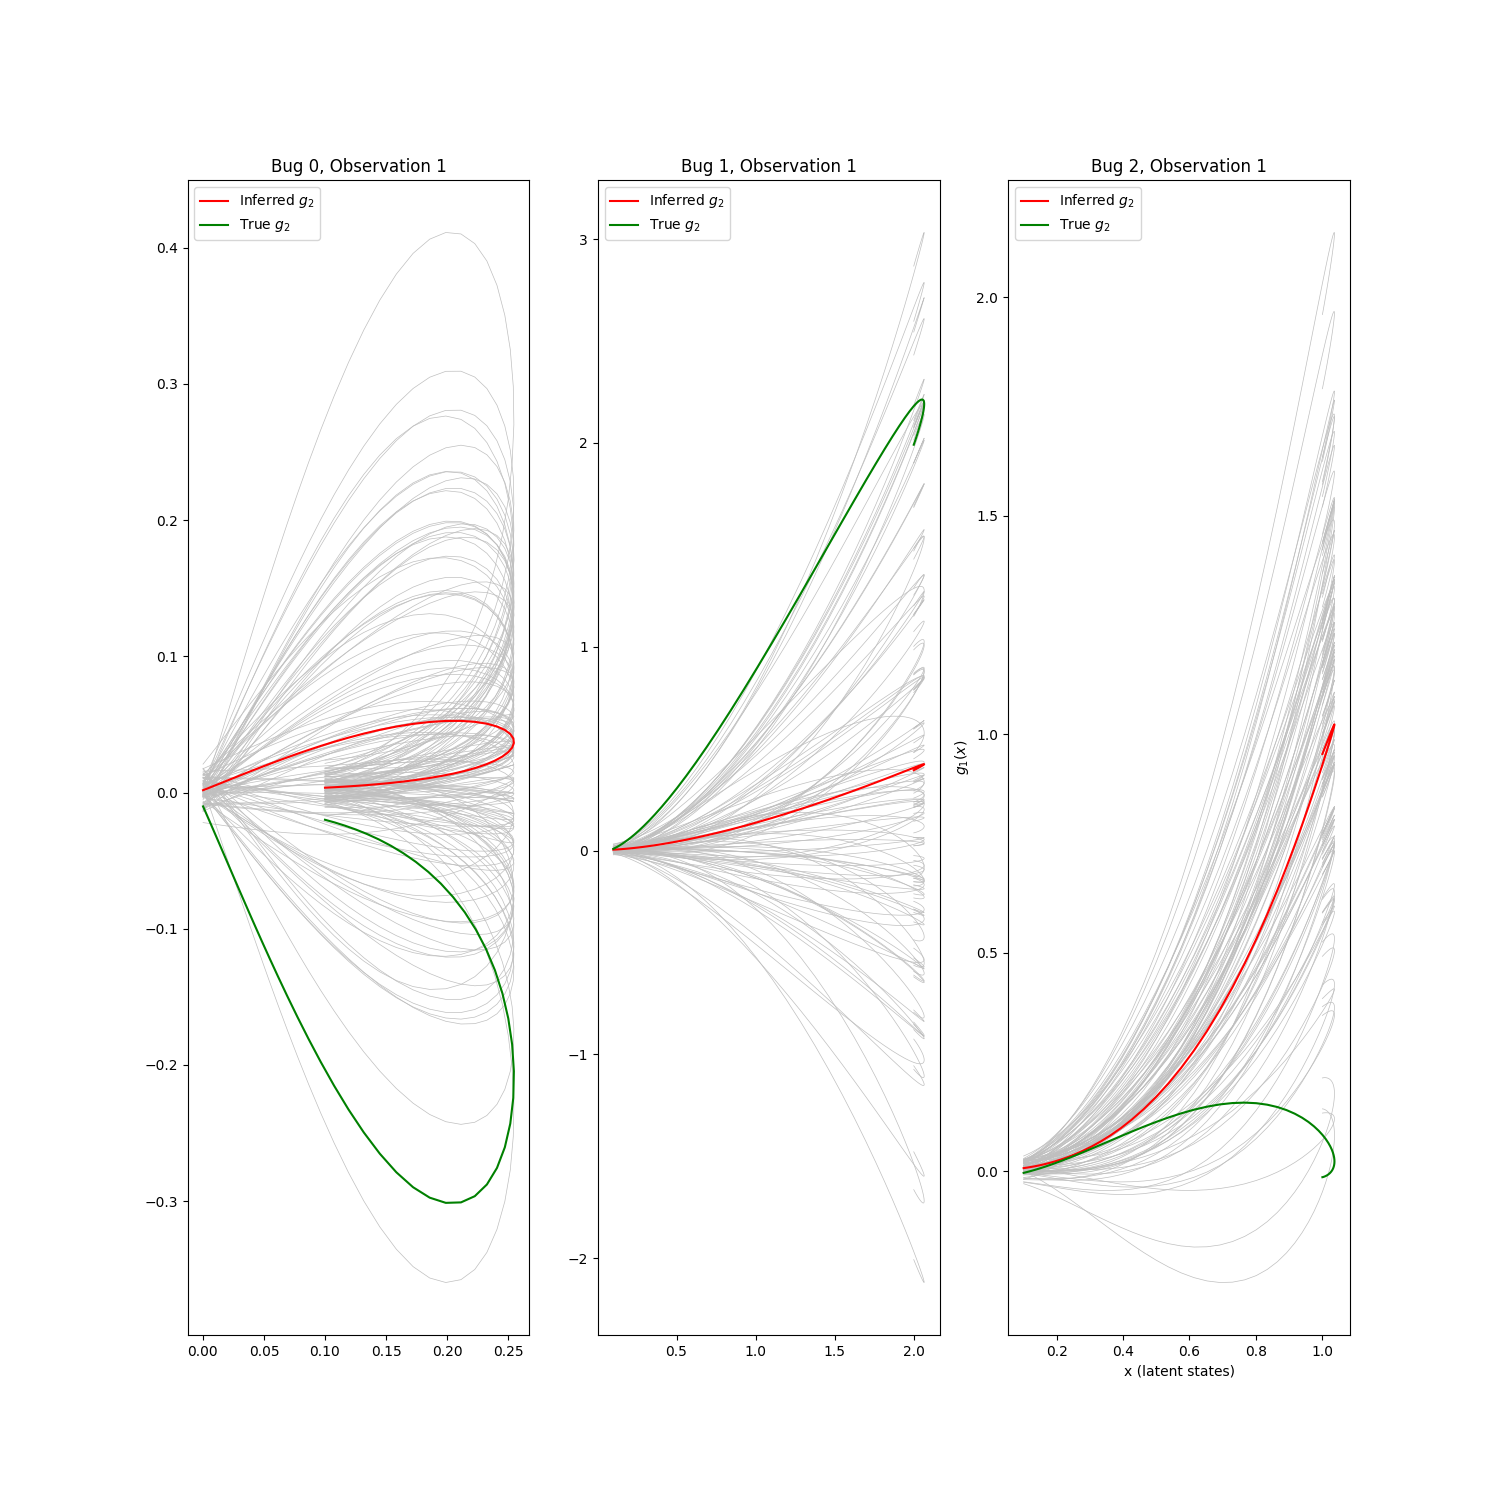 Bug 0, Observation 1
Inferred g₂
True g₂
0.4
0.3
0.2
0.1
0.0
−0.1
−0.2
−0.3
0.00 0.05 0.10 0.15 0.20 0.25
Bug 1, Observation 1
Inferred g₂
True g₂
3
2
1
0
−1
−2
0.5 1.0 1.5 2.0
Bug 2, Observation 1
Inferred g₂
True g₂
g₁(x)
2.0
1.5
1.0
0.5
0.0
0.2 0.4 0.6 0.8 1.0
x (latent states)